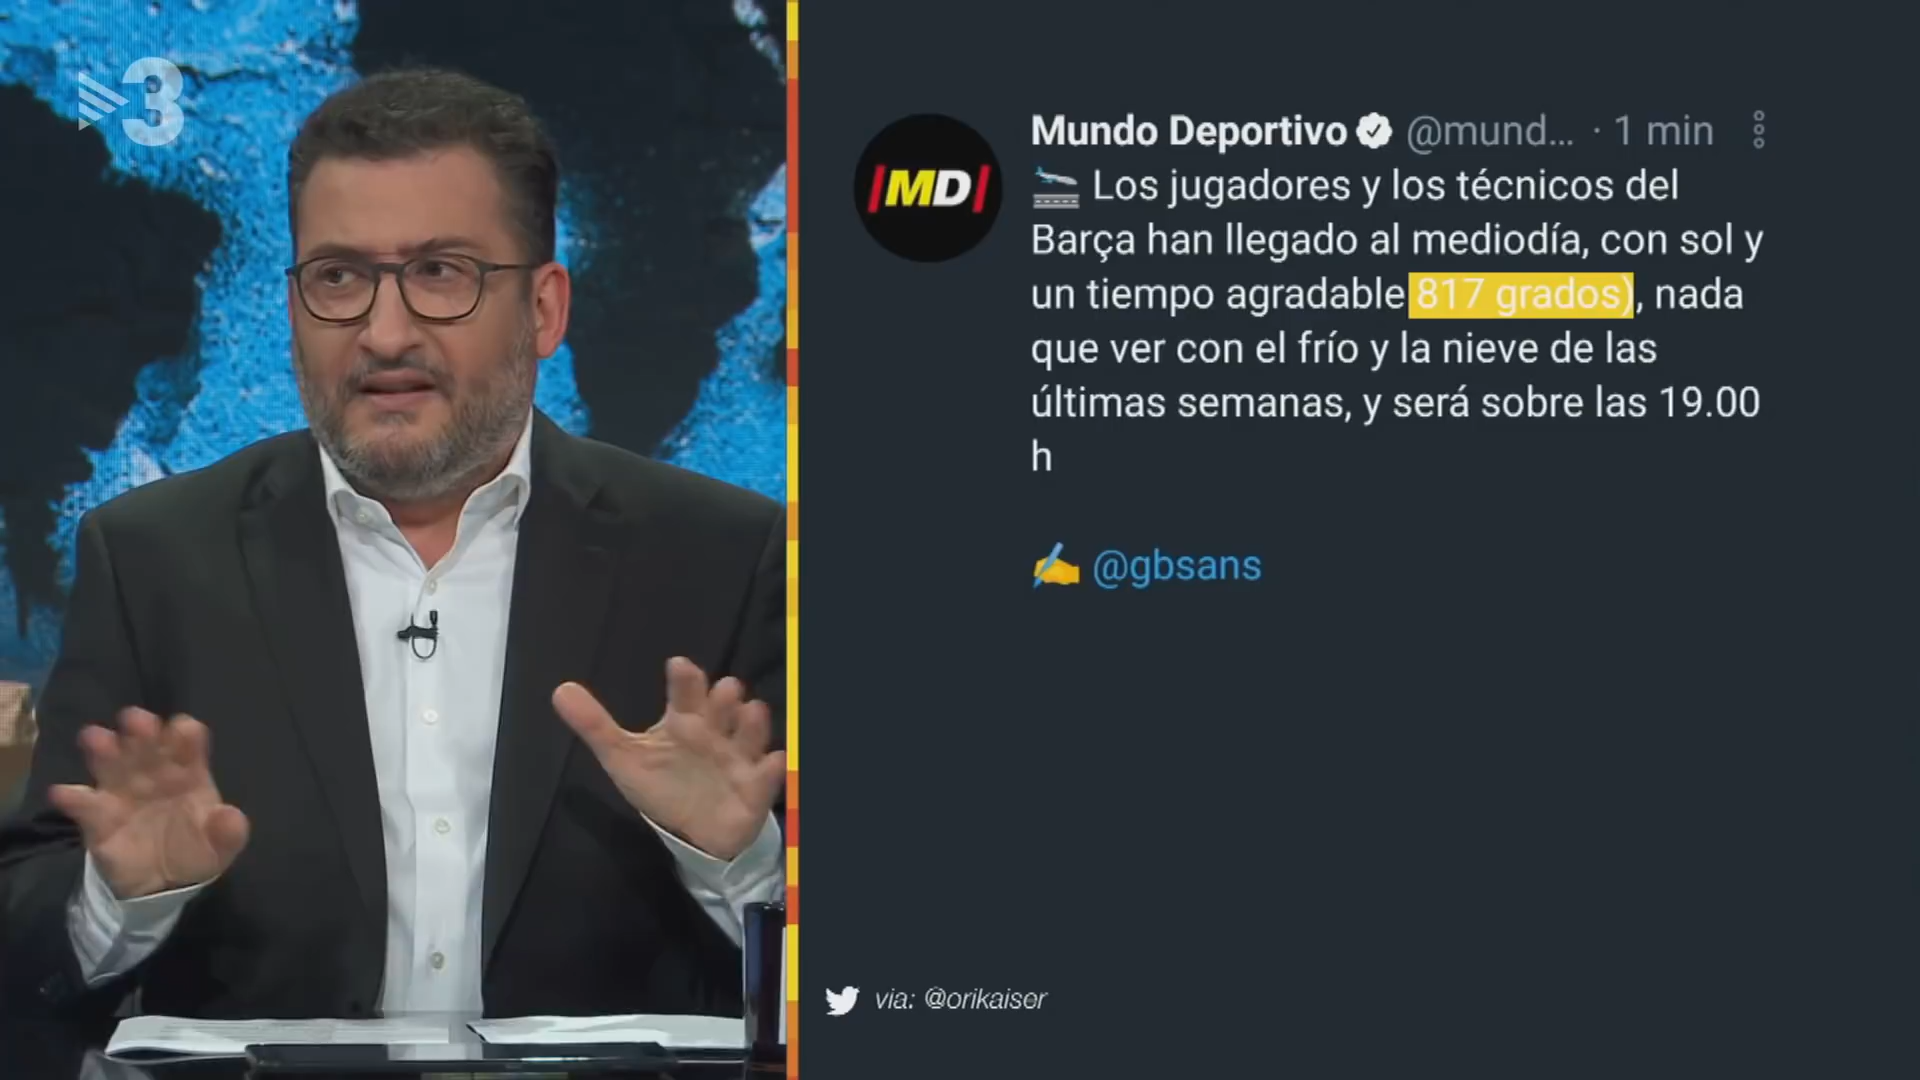 3
MD
Mundo Deportivo @mund... · 1 min
Los jugadores y los técnicos del
Barça han llegado al mediodía, con sol y
un tiempo agradable 817 grados), nada
que ver con el frío y la nieve de las
últimas semanas, y será sobre las 19.00
h
@gbsans
via: @orikaiser